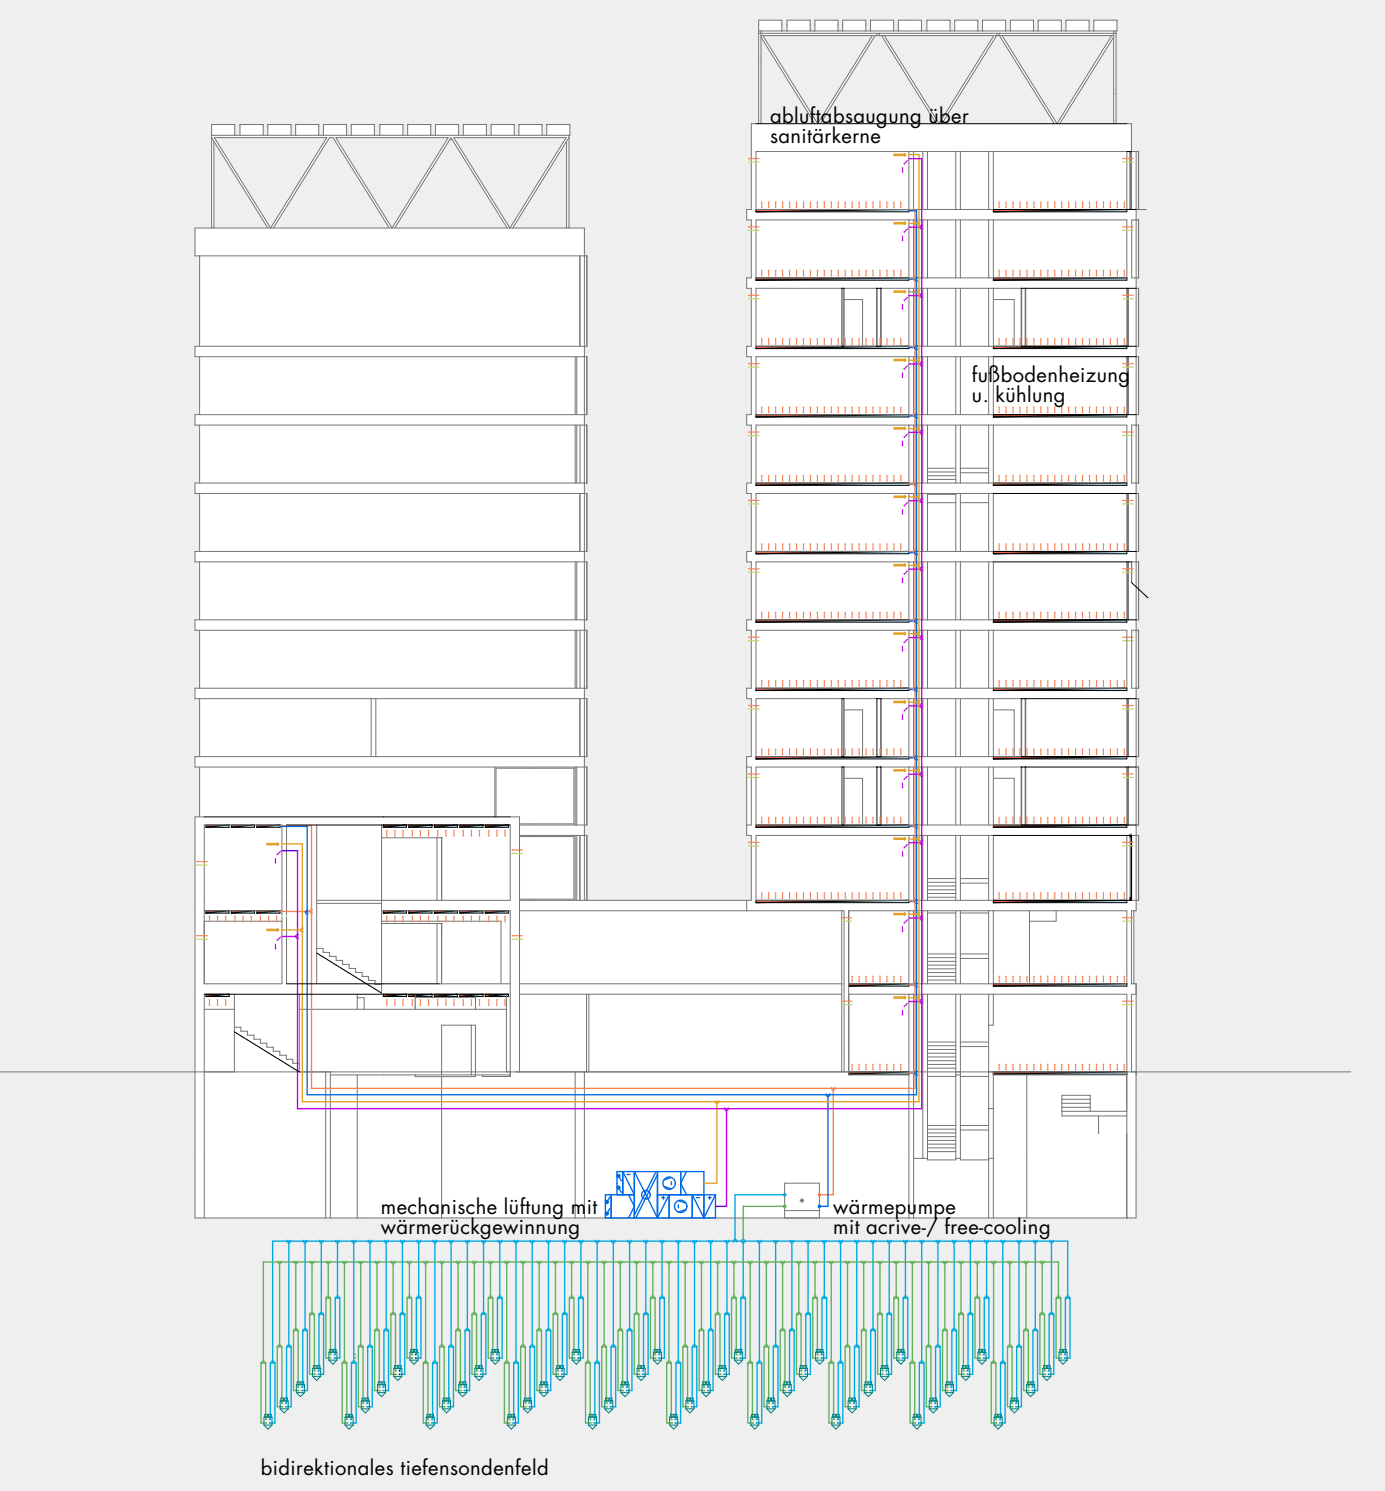 abluftabsaugung über
sanitärkerne
fußbodenheizung
u. kühlung
mechanische lüftung mit
wärmerückgewinnung
wärmepumpe
mit acrive-/ free-cooling
bidirektionales tiefensondenfeld